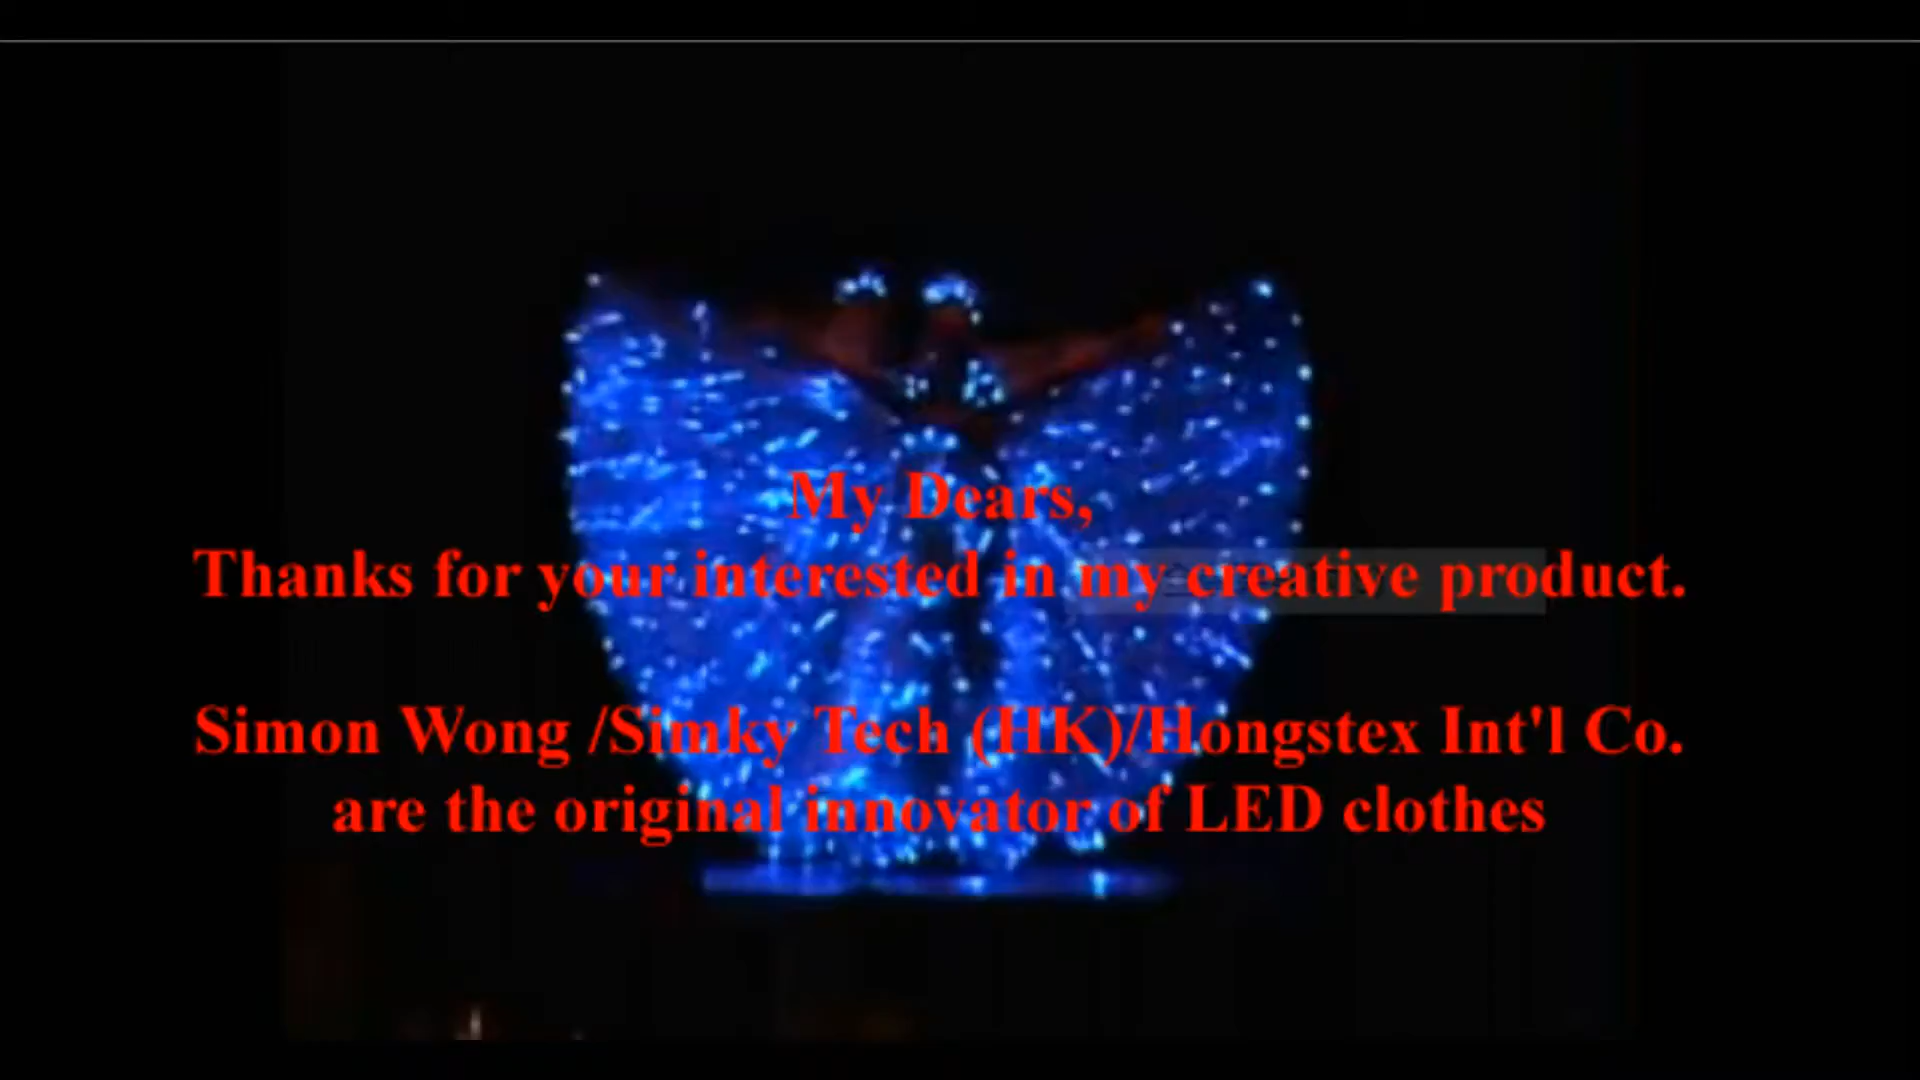 My Dears,
Thanks for your interested in my creative product.
Simon Wong /Simky Tech (HK)/Hongstex Int'l Co.
are the original innovator of LED clothes